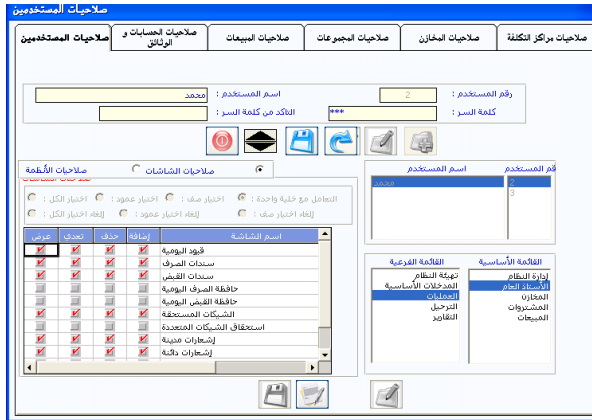 صلاحيات المستخدمين
صلاحيات المستخدمين
صلاحيات الحسابات و الوثائق
صلاحيات المبيعات
صلاحيات المجموعات
صلاحيات المخازن
صلاحيات مراكز التكلفة
رقم المستخدم : 2
اسم المستخدم : محمد
كلمة السر : ***
التاكد من كلمة السر :
صلاحيات الشاشات
صلاحيات الأنظمة
صلاحيات الشاشات
التعامل مع خلية واحدة : اختيار صف : اختيار عمود : اختيار الكل :
إلغاء اختيار صف : إلغاء اختيار عمود : إلغاء اختيار الكل :
اسم الشاشة إضافة حذف تعدي عرض
قيود اليومية
سندات الصرف
سندات القبض
حافظة الصرف اليومية
حافظة القبض اليومية
الشيكات المستحقة
استحقاق الشيكات المتعددة
إشعارات مدينة
إشعارات دائنة
قم المستخدم اسم المستخدم
2 محمد
3
القائمة الأساسية
إدارة النظام
الأستاذ العام
المخازن
المشتروات
المبيعات
القائمة الفرعية
تهيئة النظام
المدخلات الأساسية
العمليات
الترحيل
التقارير